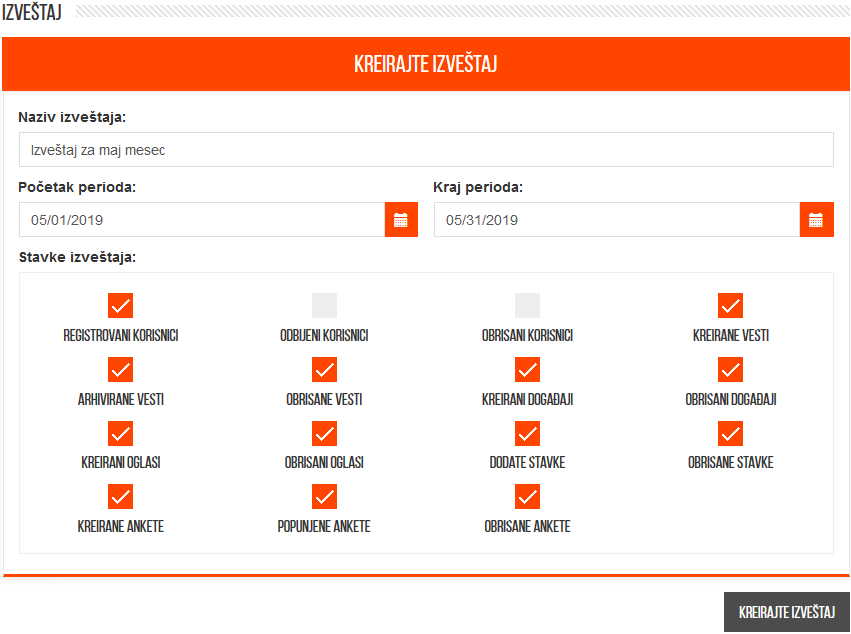 IZVEŠTAJ
KREIRAJTE IZVEŠTAJ
Naziv izveštaja:
Izveštaj za maj mesec
Početak perioda: Kraj perioda:
05/01/2019 05/31/2019
Stavke izveštaja:
REGISTROVANI KORISNICI ODBIJENI KORISNICI OBRISANI KORISNICI KREIRANE VESTI
ARHIVIRANE VESTI OBRISANE VESTI KREIRANI DOGAĐAJI OBRISANI DOGAĐAJI
KREIRANI OGLASI OBRISANI OGLASI DODATE STAVKE OBRISANE STAVKE
KREIRANE ANKETE POPUNJENE ANKETE OBRISANE ANKETE
KREIRAJTE IZVEŠTAJ